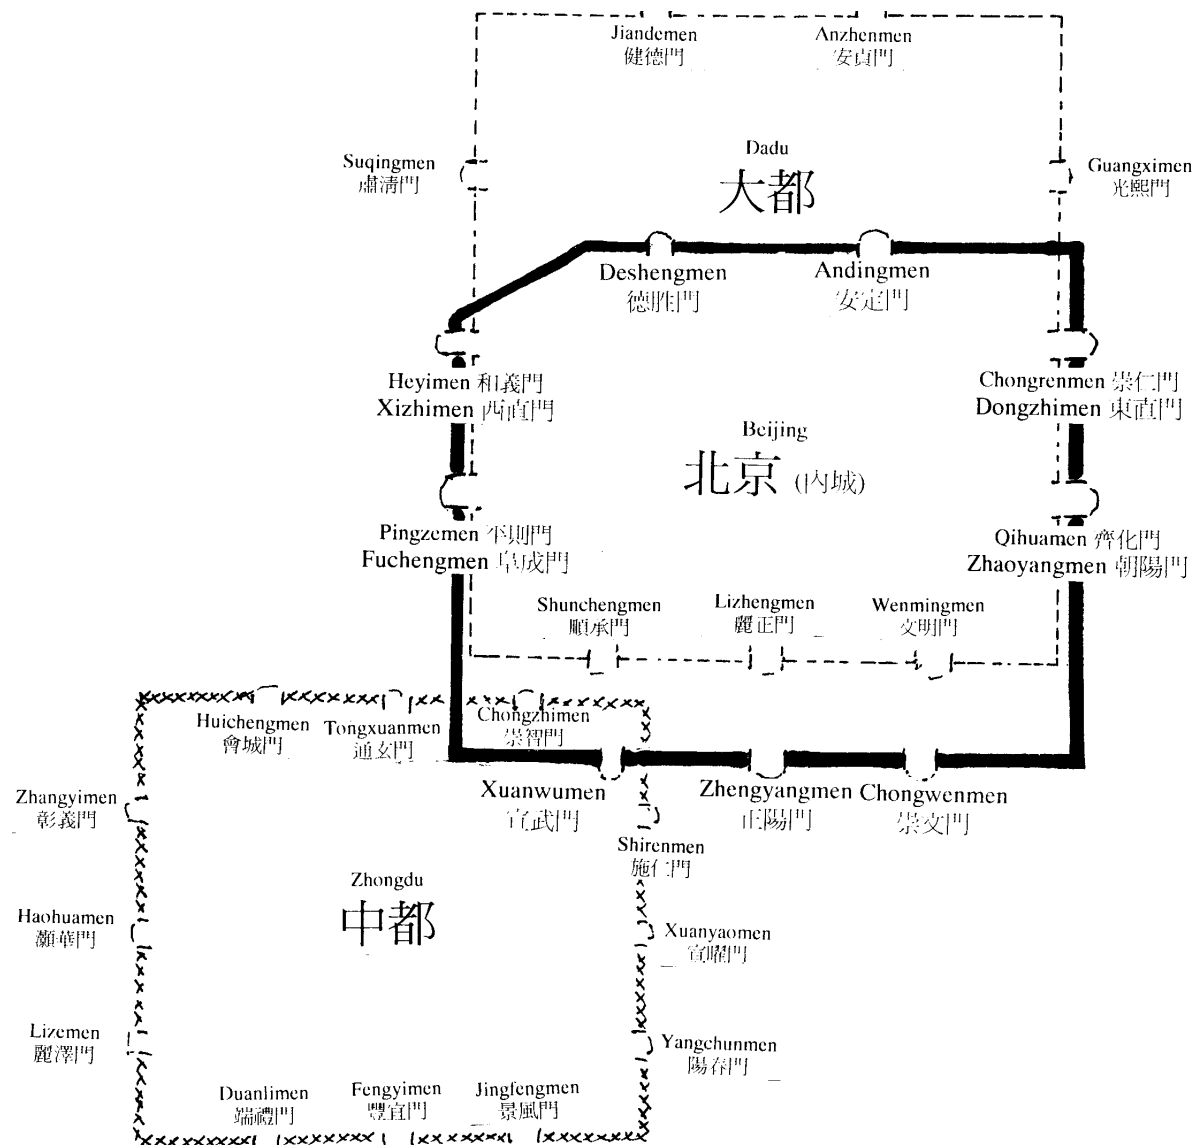 Jiandemen
健德門
Anzhenmen
安貞門
Suqingmen
肅清門
Dadu
大都
Guangximen
光熙門
Deshengmen
德胜門
Andingmen
安定門
Heyimen 和義門
Xizhimen 西直門
Chongrenmen 崇仁門
Dongzhimen 東直門
Beijing
北京 (內城)
Pingzemen 平則門
Fuchengmen 阜成門
Qihuamen 齊化門
Zhaoyangmen 朝陽門
Shunchengmen
順承門
Lizhengmen
麗正門
Wenmingmen
文明門
Huichengmen
會城門
Tongxuanmen
通玄門
Chongzhimen
崇智門
Xuanwumen
宣武門
Zhengyangmen
正陽門
Chongwenmen
崇文門
Zhangyimen
彰義門
Shirenmen
施仁門
Zhongdu
中都
Haohuamen
灝華門
Xuanyaomen
宣曜門
Lizemen
麗澤門
Yangchunmen
陽春門
Duanlimen
端禮門
Fengyimen
豐宜門
Jingfengmen
景風門